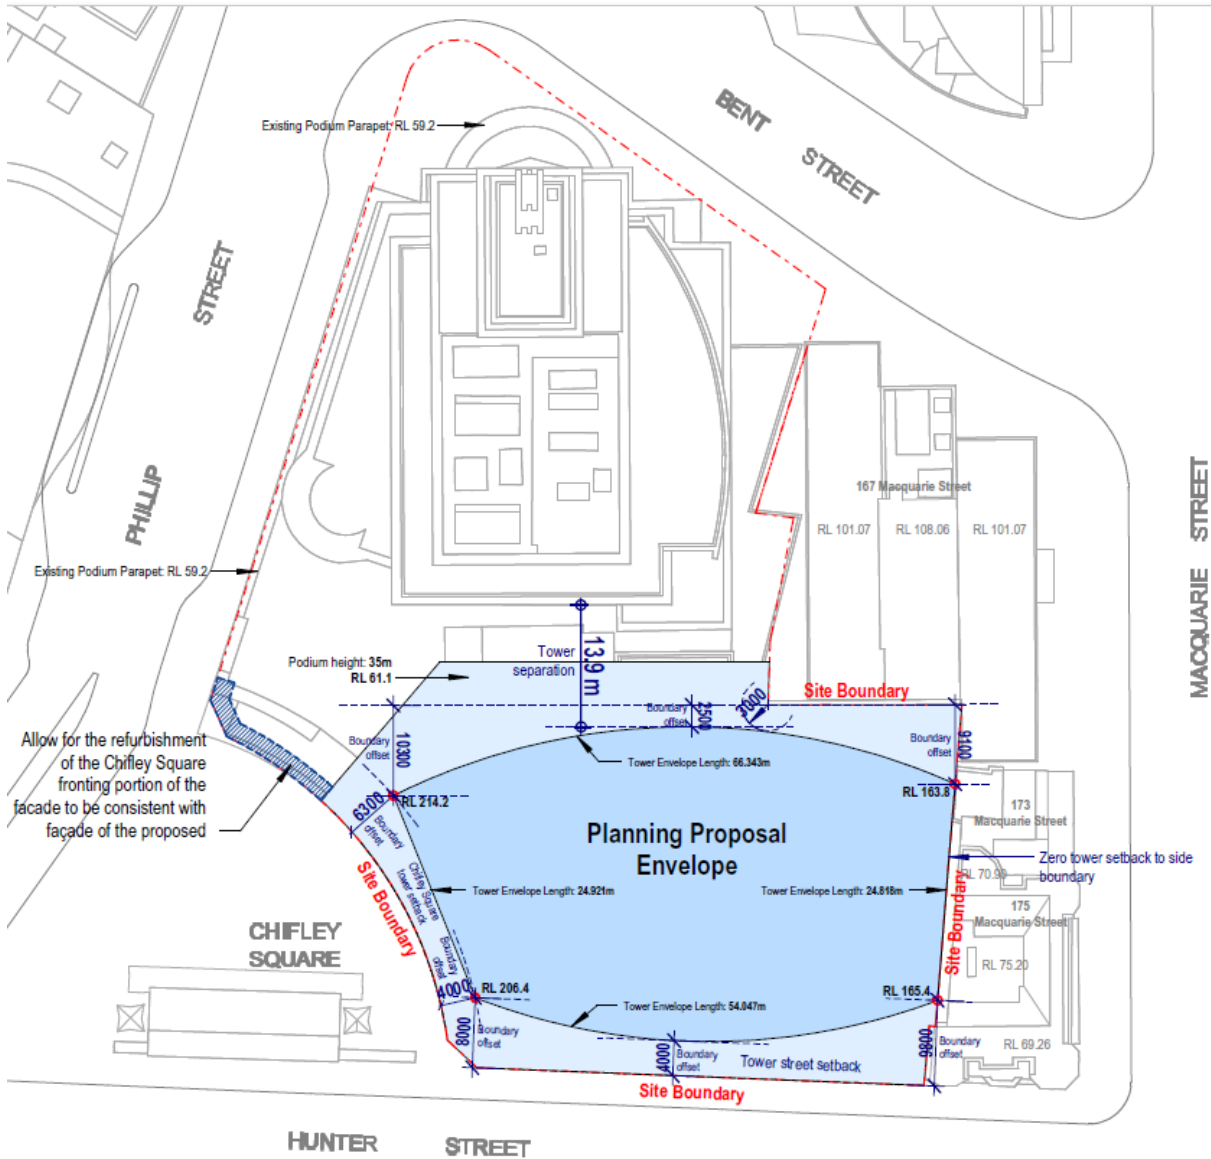 BENT
STREET
Existing Podium Parapet: RL 59.2
STREET
PHILLIP
MACQUARIE STREET
167 Macquarie Street
RL 101.07
RL 108.06
RL 101.07
Existing Podium Parapet: RL 59.2
Tower
separation
13.9 m
Podium height: 35m
RL 61.1
Site Boundary
Boundary
offset
2500
3000
Boundary
offset
10300
Boundary
offset
9100
Allow for the refurbishment
of the Chifley Square
fronting portion of the
facade to be consistent with
façade of the proposed
Tower Envelope Length: 66.343m
RL 214.2
RL 163.8
6300
Boundary
offset
Planning Proposal
Envelope
173
Macquarie Street
Zero tower setback to side
boundary
RL 70.99
Chifley Square
tower setback
Tower Envelope Length: 24.921m
Tower Envelope Length: 24.818m
Site Boundary
Site Boundary
175
Macquarie Street
RL 75.20
CHIFLEY
SQUARE
Boundary
offset
4000
RL 206.4
RL 165.4
Tower Envelope Length: 54.047m
8000
Boundary
offset
4000
Boundary
offset
Tower street setback
9800
Boundary
offset
RL 69.26
Site Boundary
HUNTER STREET